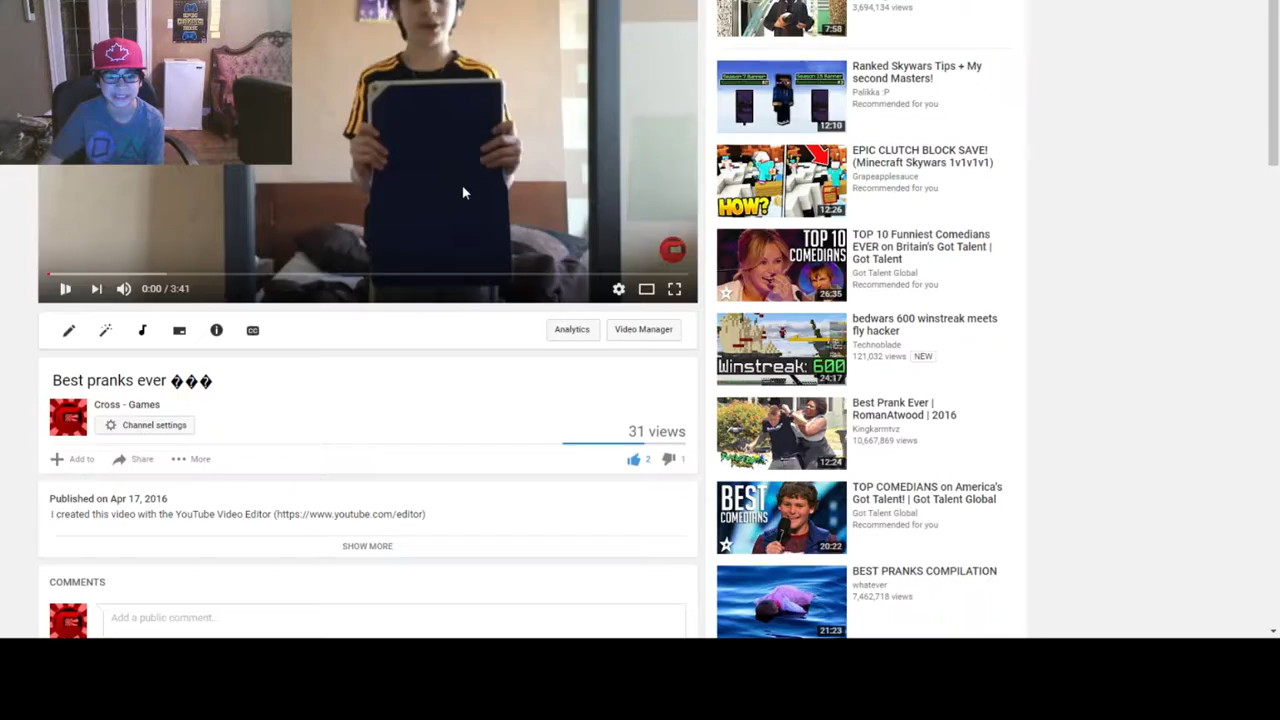 3,694,134 views
7:58
Ranked Skywars Tips + My
second Masters!
Palikka :P
Recommended for you
12:10
EPIC CLUTCH BLOCK SAVE!
(Minecraft Skywars 1v1v1v1)
Grapeapplesauce
Recommended for you
HOW?
12:26
TOP 10 Funniest Comedians
EVER on Britain's Got Talent |
Got Talent
Got Talent Global
Recommended for you
TOP 10
COMEDIANS
26:35
bedwars 600 winstreak meets
fly hacker
Technoblade
121,032 views NEW
Winstreak: 600
24:17
Best Prank Ever |
RomanAtwood | 2016
Kingkarmtvz
10,667,869 views
12:24
TOP COMEDIANS on America's
Got Talent! | Got Talent Global
Got Talent Global
Recommended for you
BEST
COMEDIANS
20:22
BEST PRANKS COMPILATION
whatever
7,462,718 views
21:23
0:00 / 3:41
Analytics
Video Manager
Best pranks ever ���
Cross - Games
Channel settings
31 views
Add to
Share
More
2
1
Published on Apr 17, 2016
I created this video with the YouTube Video Editor (https://www.youtube.com/editor)
SHOW MORE
COMMENTS
Add a public comment...